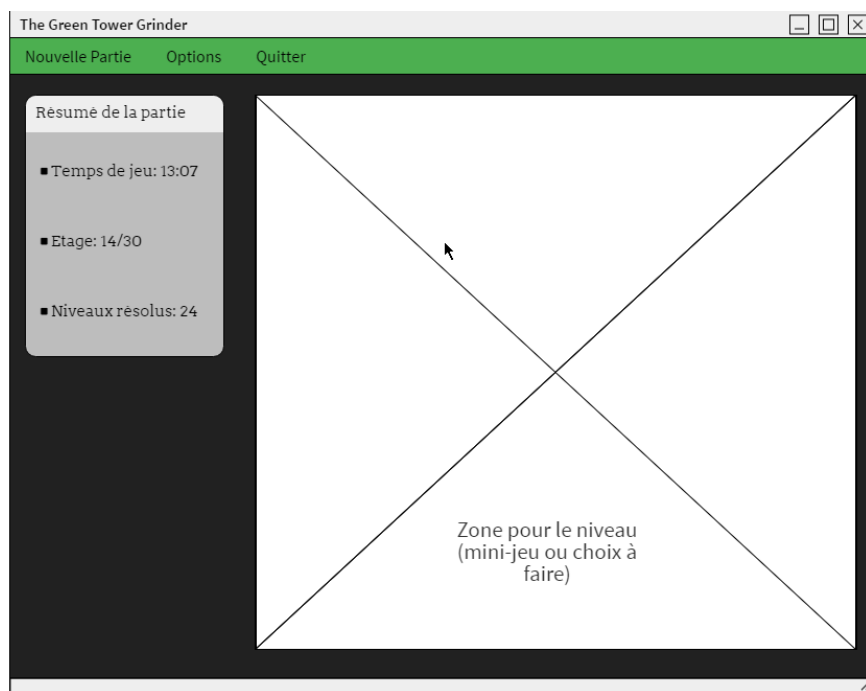 The Green Tower Grinder
Nouvelle Partie Options Quitter
Résumé de la partie
Temps de jeu: 13:07
Etage: 14/30
Niveaux résolus: 24
Zone pour le niveau
(mini-jeu ou choix à
faire)